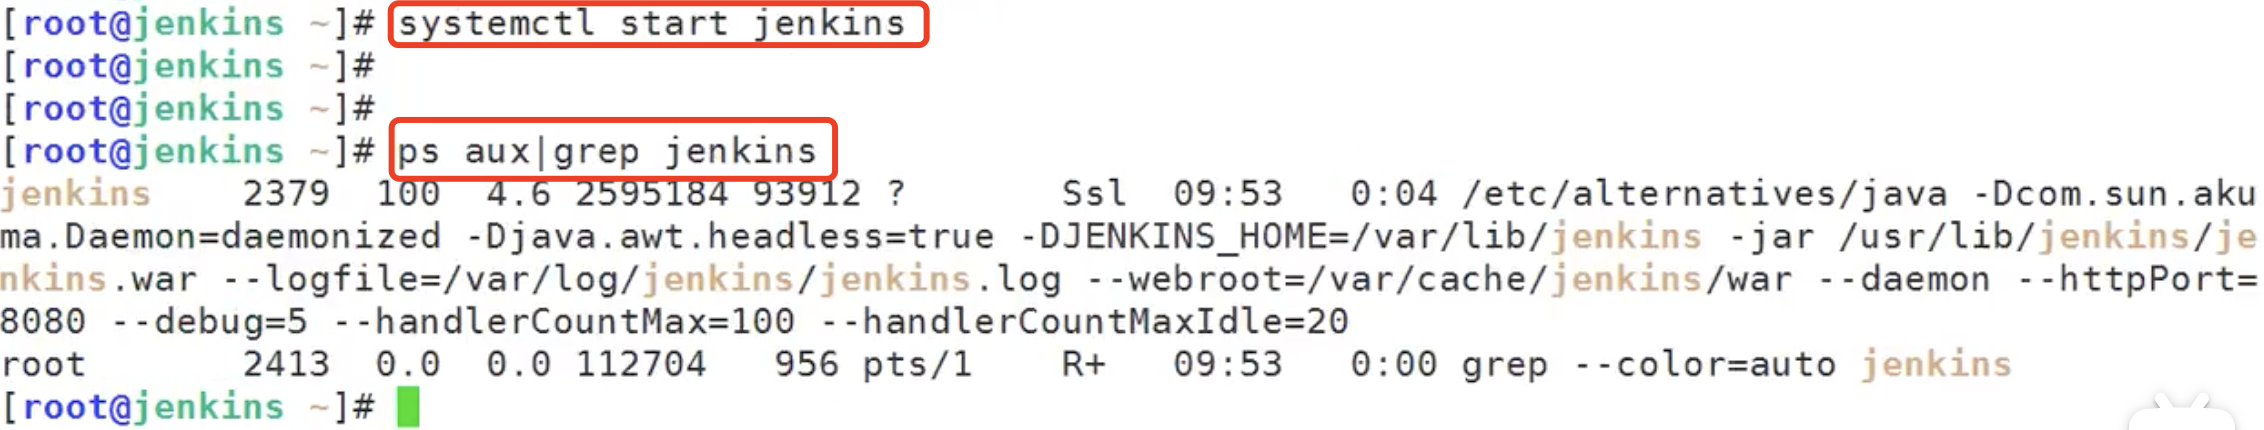 [root@jenkins ~]# systemctl start jenkins
[root@jenkins ~]#
[root@jenkins ~]#
[root@jenkins ~]# ps aux|grep jenkins
jenkins 2379 100 4.6 2595184 93912 ? Ssl 09:53 0:04 /etc/alternatives/java -Dcom.sun.aku
ma.Daemon=daemonized -Djava.awt.headless=true -DJENKINS_HOME=/var/lib/jenkins -jar /usr/lib/jenkins/je
nkins.war --logfile=/var/log/jenkins/jenkins.log --webroot=/var/cache/jenkins/war --daemon --httpPort=
8080 --debug=5 --handlerCountMax=100 --handlerCountMaxIdle=20
root 2413 0.0 0.0 112704 956 pts/1 R+ 09:53 0:00 grep --color=auto jenkins
[root@jenkins ~]#